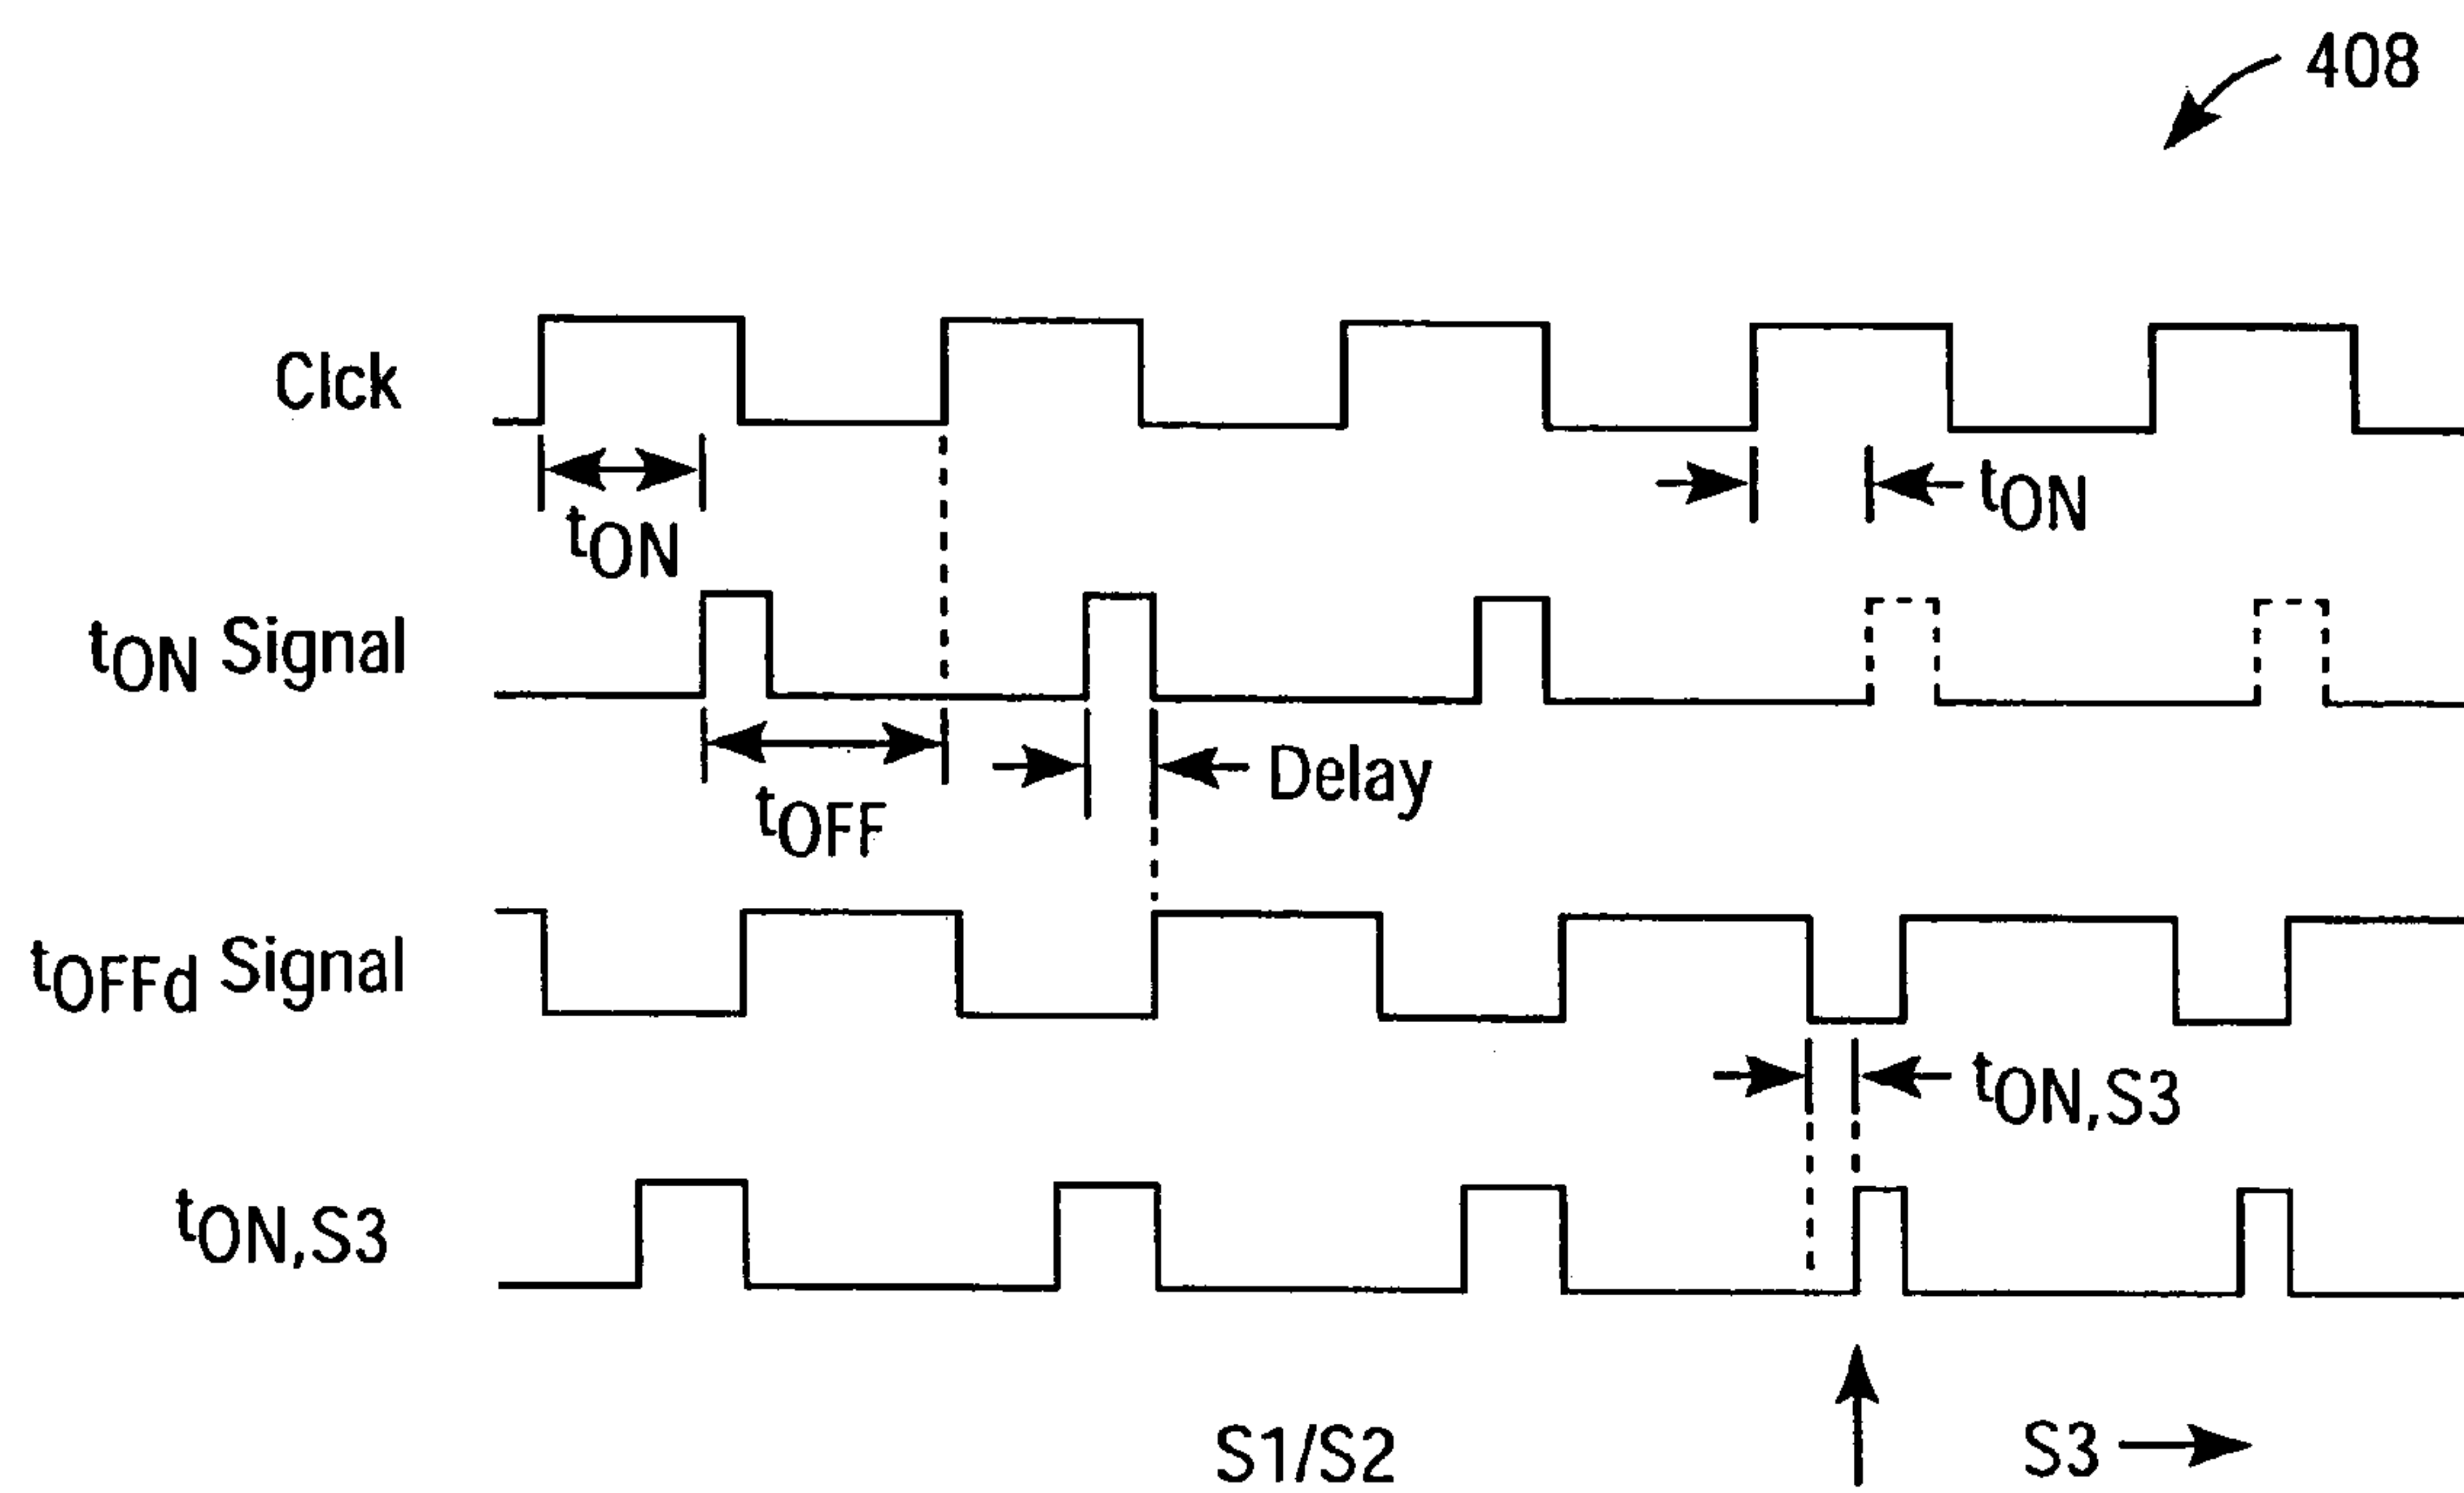 408
Clck
tON
tON
tON Signal
Delay
tOFF
tOFFd Signal
tON,S3
tON,S3
S1/S2
S3